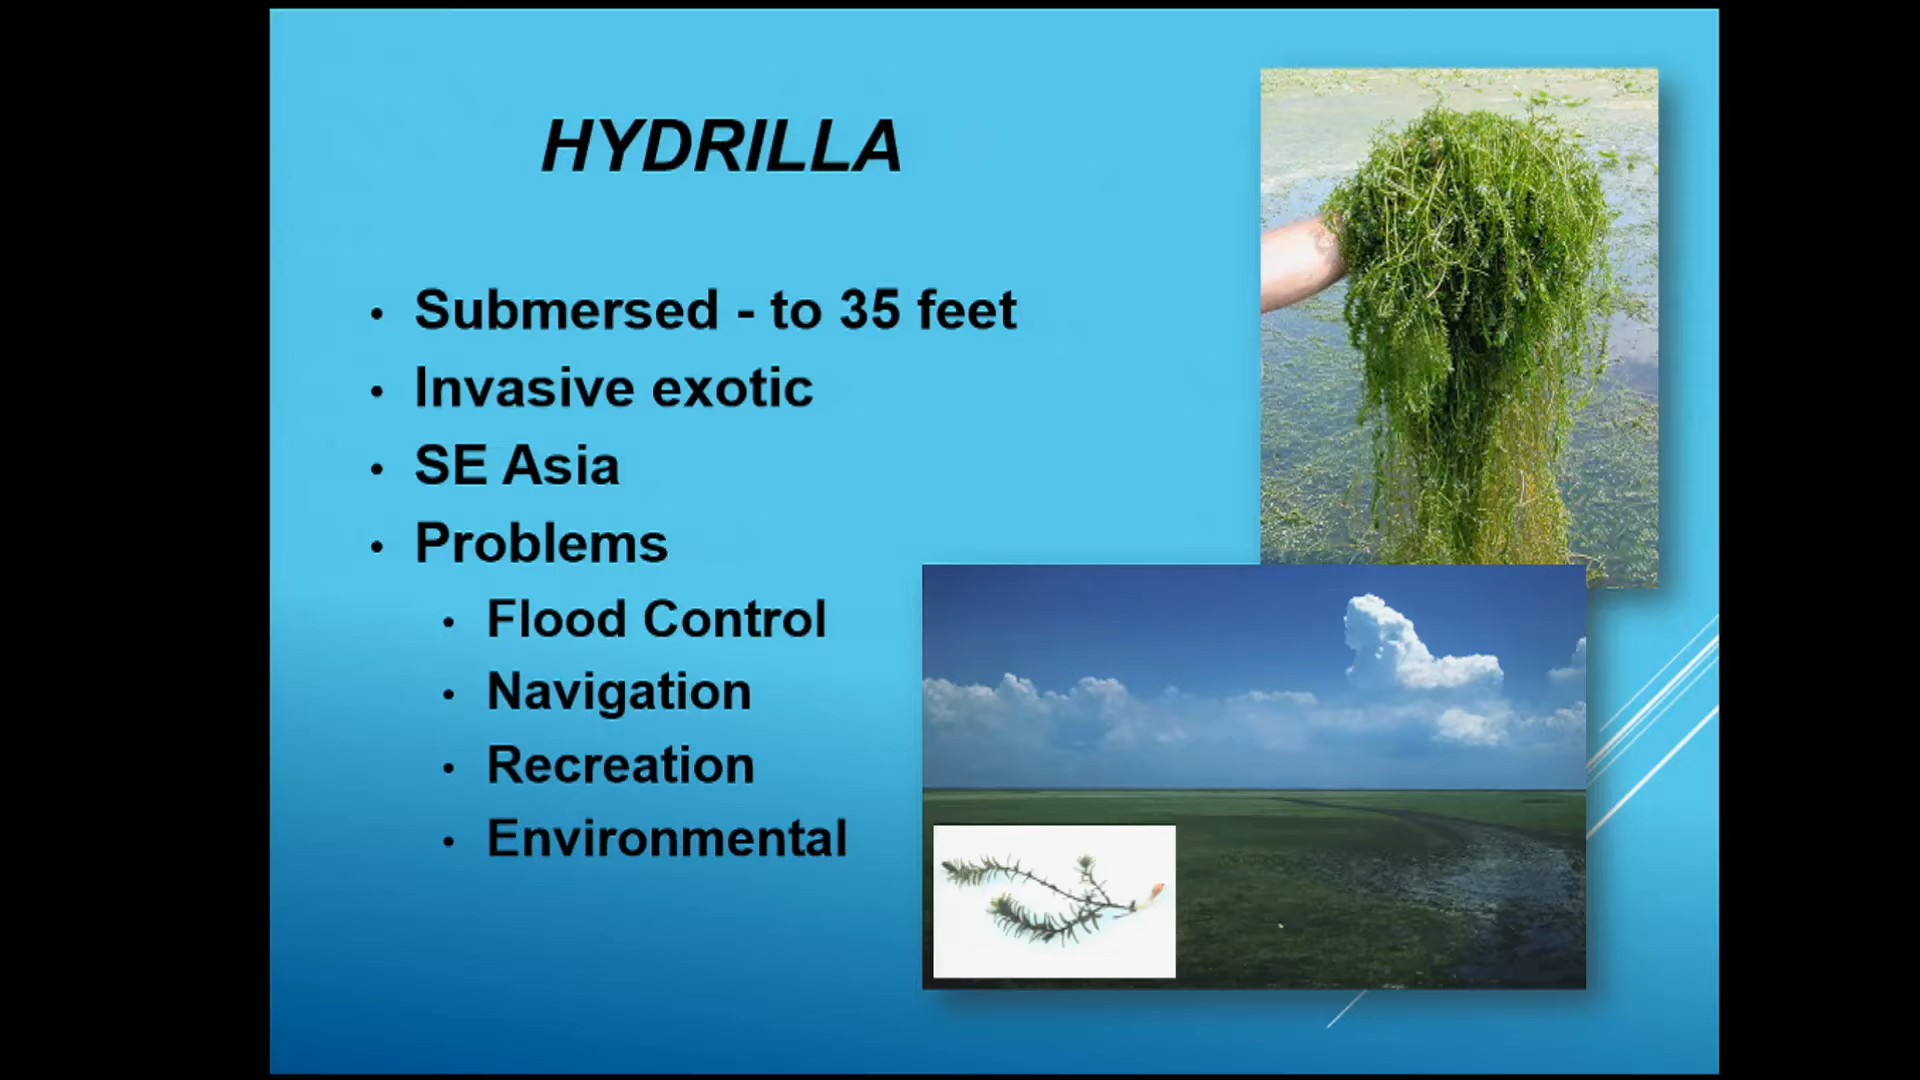 HYDRILLA
• Submersed - to 35 feet
• Invasive exotic
• SE Asia
• Problems
• Flood Control
• Navigation
• Recreation
• Environmental